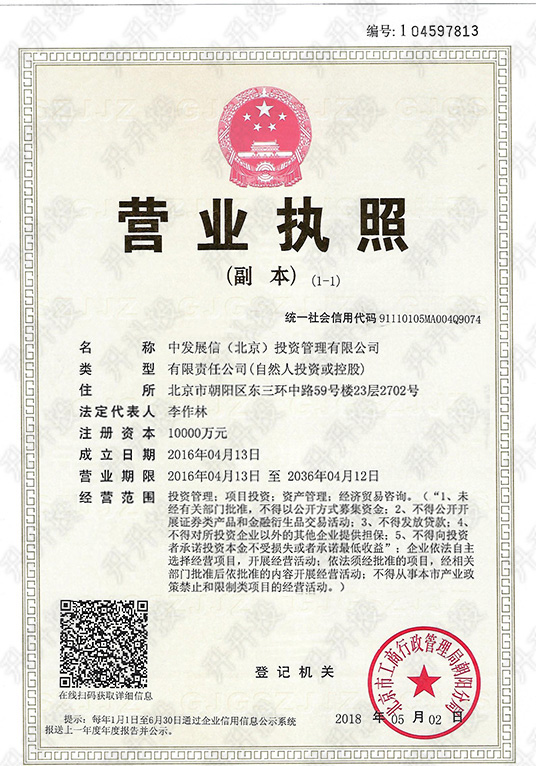 编号:1 04597813
营业执照
(副 本) (1-1)
统一社会信用代码 91110105MA004Q9074
名 称 中发展信（北京）投资管理有限公司
类 型 有限责任公司(自然人投资或控股)
住 所 北京市朝阳区东三环中路59号楼23层2702号
法定代表人 李作林
注册资本 10000万元
成立日期 2016年04月13日
营业期限 2016年04月13日 至 2036年04月12日
经营范围 投资管理；项目投资；资产管理；经济贸易咨询。（“1、未
经有关部门批准，不得以公开方式募集资金；2、不得公开开
展证券类产品和金融衍生品交易活动；3、不得发放贷款；4、
不得对所投资企业以外的其他企业提供担保；5、不得向投资
者承诺投资本金不受损失或者承诺最低收益”；企业依法自主
选择经营项目，开展经营活动；依法须经批准的项目，经相关
部门批准后依批准的内容开展经营活动；不得从事本市产业政
策禁止和限制类项目的经营活动。）
在线扫码获取详细信息
登记机关
北京市工商行政管理局朝阳分局
2018 年 05 月 02 日
提示：每年1月1日至6月30日通过企业信用信息公示系统
报送上一年度年度报告并公示。